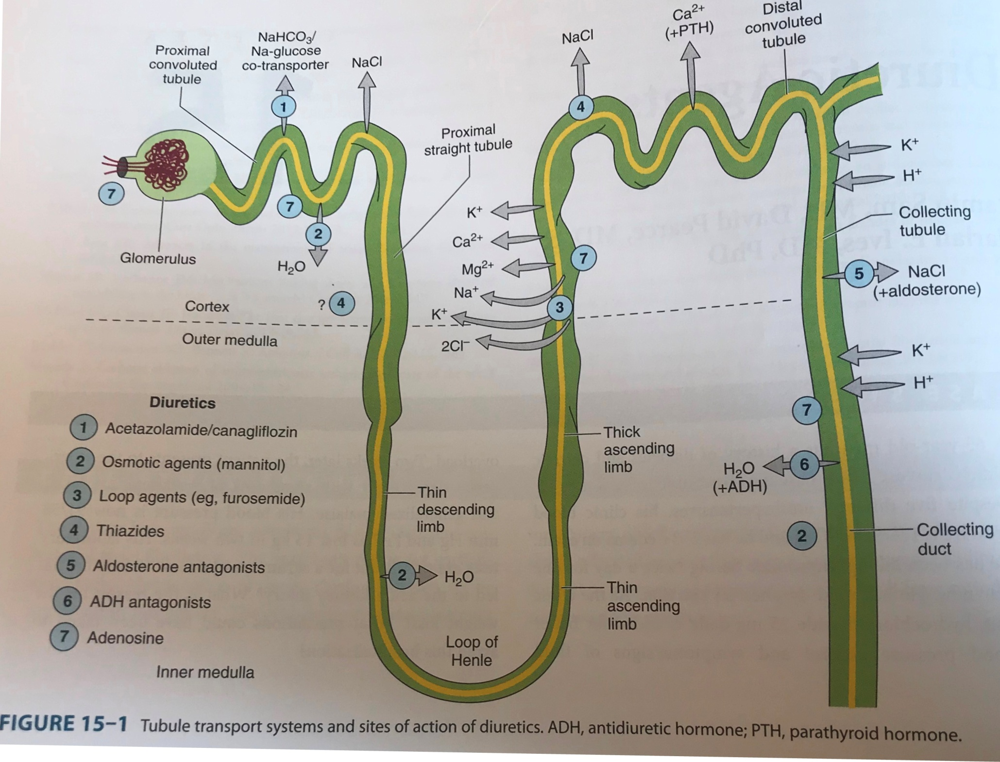 Proximal
convoluted
tubule
NaHCO₃/
Na-glucose
co-transporter
NaCl
1
7
Glomerulus
7
2
H₂O
Proximal
straight tubule
? 4
Cortex
Outer medulla
NaCl
4
Ca²⁺
(+PTH)
Distal
convoluted
tubule
K⁺
Ca²⁺
Mg²⁺
Na⁺
K⁺
2Cl⁻
7
3
K⁺
H⁺
Collecting
tubule
5
NaCl
(+aldosterone)
K⁺
H⁺
7
6
H₂O
(+ADH)
2
Collecting
duct
Thick
ascending
limb
Thin
descending
limb
2
H₂O
Thin
ascending
limb
Loop of
Henle
Diuretics
1 Acetazolamide/canagliflozin
2 Osmotic agents (mannitol)
3 Loop agents (eg, furosemide)
4 Thiazides
5 Aldosterone antagonists
6 ADH antagonists
7 Adenosine
Inner medulla
FIGURE 15–1 Tubule transport systems and sites of action of diuretics. ADH, antidiuretic hormone; PTH, parathyroid hormone.